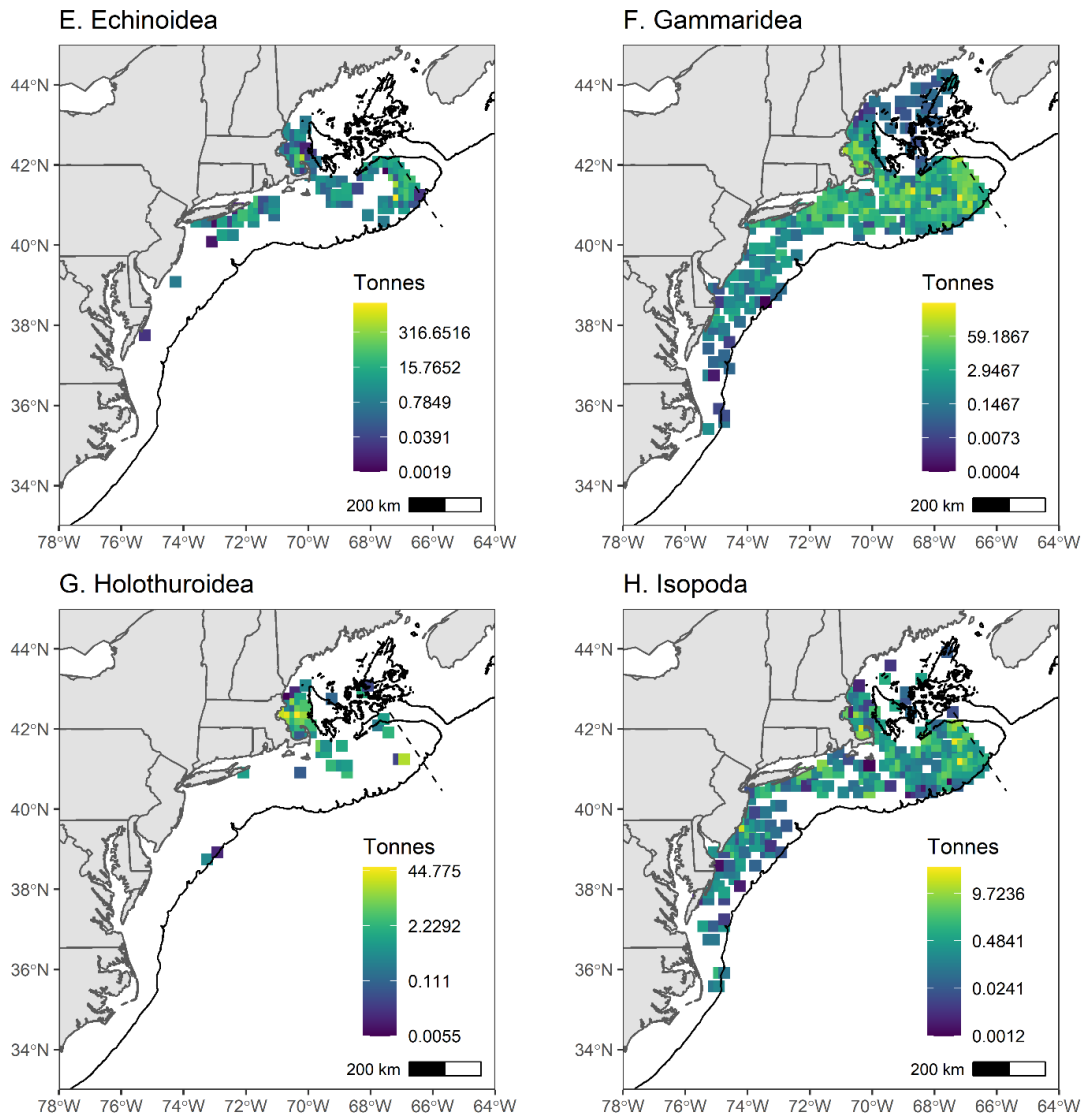 E. Echinoidea
44°N
42°N
40°N
38°N
36°N
34°N
78°W 76°W 74°W 72°W 70°W 68°W 66°W 64°W
Tonnes
316.6516
15.7652
0.7849
0.0391
0.0019
200 km
F. Gammaridea
44°N
42°N
40°N
38°N
36°N
34°N
78°W 76°W 74°W 72°W 70°W 68°W 66°W 64°W
Tonnes
59.1867
2.9467
0.1467
0.0073
0.0004
200 km
G. Holothuroidea
44°N
42°N
40°N
38°N
36°N
34°N
78°W 76°W 74°W 72°W 70°W 68°W 66°W 64°W
Tonnes
44.775
2.2292
0.111
0.0055
200 km
H. Isopoda
44°N
42°N
40°N
38°N
36°N
34°N
78°W 76°W 74°W 72°W 70°W 68°W 66°W 64°W
Tonnes
9.7236
0.4841
0.0241
0.0012
200 km